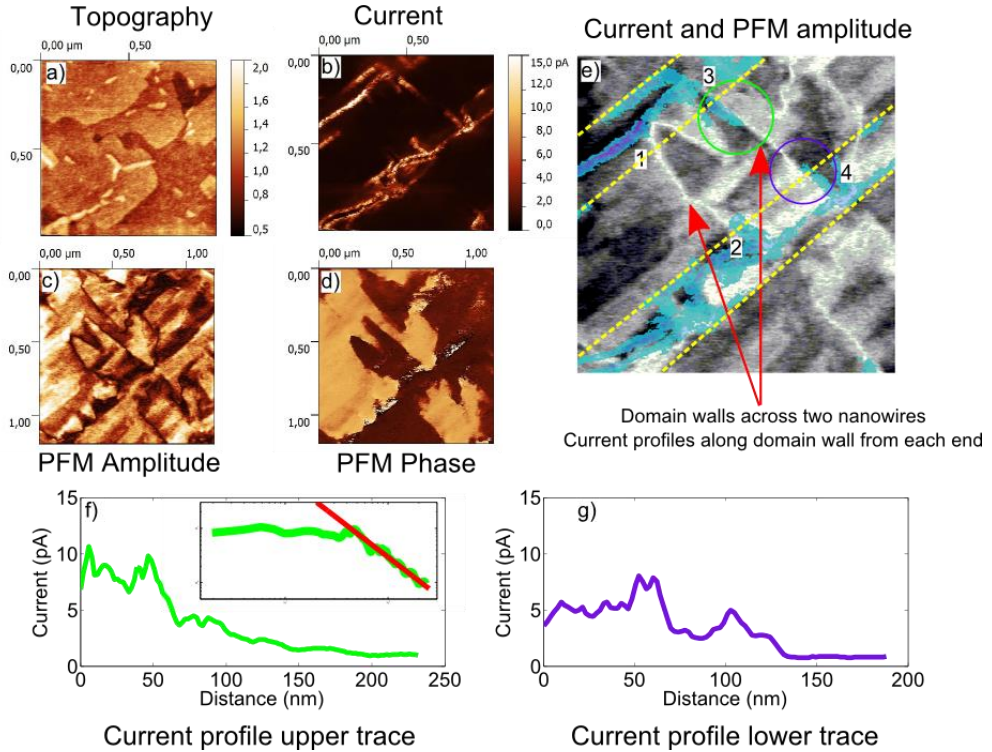 Topography
Current
Current and PFM amplitude
0,00 µm 0,50
0,00 µm 0,50
a)
b)
e)
0,00
0,50
2,0
1,8
1,6
1,4
1,2
1,0
0,8
0,5
0,00
0,50
15,0 pA
12,0
10,0
8,0
6,0
4,0
2,0
0,0
3
1
4
2
0,00 µm 0,50 1,00
0,00 µm 0,50 1,00
c)
d)
0,00
0,50
1,00
0,00
0,50
1,00
PFM Amplitude
PFM Phase
Domain walls across two nanowires
Current profiles along domain wall from each end
f)
g)
Current (pA)
15
10
5
0
0 50 100 150 200 250
Distance (nm)
Current (pA)
15
10
5
0
0 50 100 150 200
Distance (nm)
Current profile upper trace
Current profile lower trace